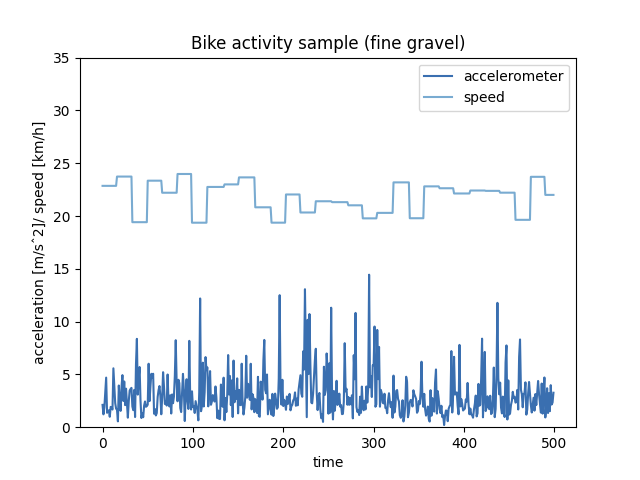 Bike activity sample (fine gravel)
accelerometer
speed
acceleration [m/s^2]/ speed [km/h]
35
30
25
20
15
10
5
0
0 100 200 300 400 500
time